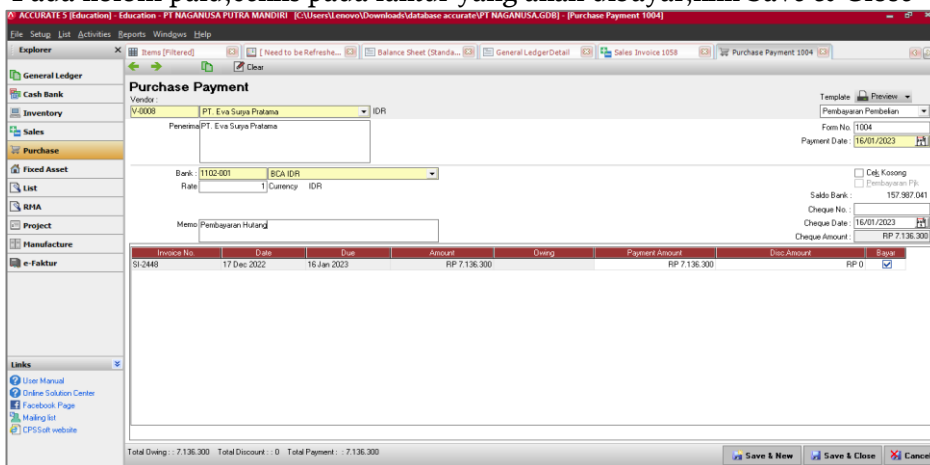 Pada kolom paid,ceklis pada faktur yang akan dibayar,klik Save & Close
ACCURATE 5 [Education] - Education - PT NAGANUSA PUTRA MANDIRI [C:\Users\Lenovo\Downloads\database accurate\PT NAGANUSA.GDB] - [Purchase Payment 1004]
File Setup List Activities Reports Windows Help
Explorer
Items [Filtered] [ Need to be Refreshe... Balance Sheet (Standa... GeneralLedgerDetail Sales Invoice 1058 Purchase Payment 1004
Clear
General Ledger
Cash Bank
Inventory
Sales
Purchase
Fixed Asset
List
RMA
Project
Manufacture
e-Faktur
Links
User Manual
Online Solution Center
Facebook Page
Mailing list
CPSSoft website
Purchase Payment
Template Preview
Vendor :
V-0008 PT. Eva Surya Pratama IDR
Pembayaran Pembelian
Penerima PT. Eva Surya Pratama
Form No. 1004
Payment Date : 16/01/2023
Bank : 1102-001 BCA IDR
Cek Kosong
Rate 1 Currency IDR
Pembayaran Pjk
Saldo Bank : 157.987.041
Cheque No. :
Memo Pembayaran Hutang
Cheque Date : 16/01/2023
Cheque Amount : RP 7.136.300
Invoice No. Date Due Amount Owing Payment Amount Disc.Amount Bayar
SI-2448 17 Dec 2022 16 Jan 2023 RP 7.136.300 RP 7.136.300 RP 0
Total Owing : : 7.136.300 Total Discount : : 0 Total Payment : : 7.136.300
Save & New Save & Close Cancel